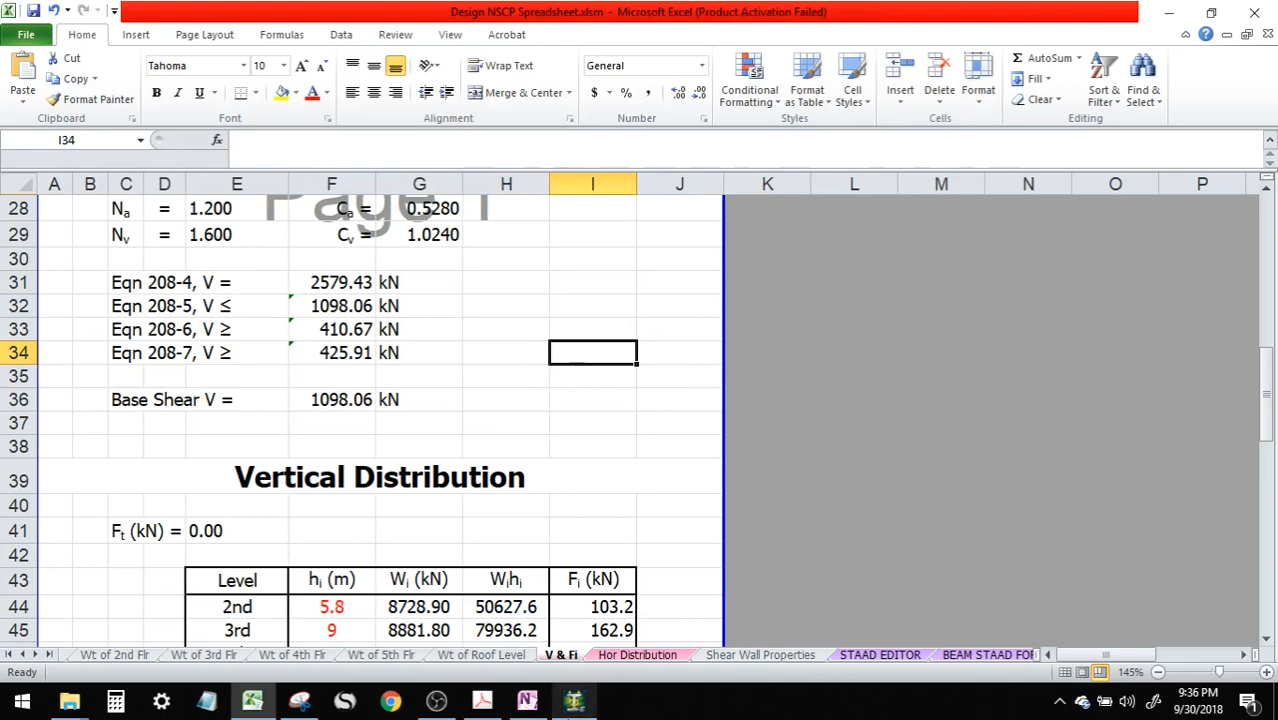 Design NSCP Spreadsheet.xlsm - Microsoft Excel (Product Activation Failed)
File Home Insert Page Layout Formulas Data Review View Acrobat
Paste Cut Copy Format Painter Clipboard
Tahoma 10 A A B I U A Font
Wrap Text Merge & Center Alignment
General $ % , Number
Conditional Formatting Format as Table Cell Styles Styles
Insert Delete Format Cells
Σ AutoSum Fill Clear Sort & Filter Find & Select Editing
I34 fx
A B C D E F G H I J K L M N O P
Page 1
28 Na = 1.200 Ca = 0.5280
29 Nv = 1.600 Cv = 1.0240
30
31 Eqn 208-4, V = 2579.43 kN
32 Eqn 208-5, V ≤ 1098.06 kN
33 Eqn 208-6, V ≥ 410.67 kN
34 Eqn 208-7, V ≥ 425.91 kN
35
36 Base Shear V = 1098.06 kN
37
38
39 Vertical Distribution
40
41 Ft (kN) = 0.00
42
43 Level hi (m) Wi (kN) Wihi Fi (kN)
44 2nd 5.8 8728.90 50627.6 103.2
45 3rd 9 8881.80 79936.2 162.9
Wt of 2nd Flr Wt of 3rd Flr Wt of 4th Flr Wt of 5th Flr Wt of Roof Level V & Fi Hor Distribution Shear Wall Properties STAAD EDITOR BEAM STAAD FOR
Ready 145%
9:36 PM
9/30/2018